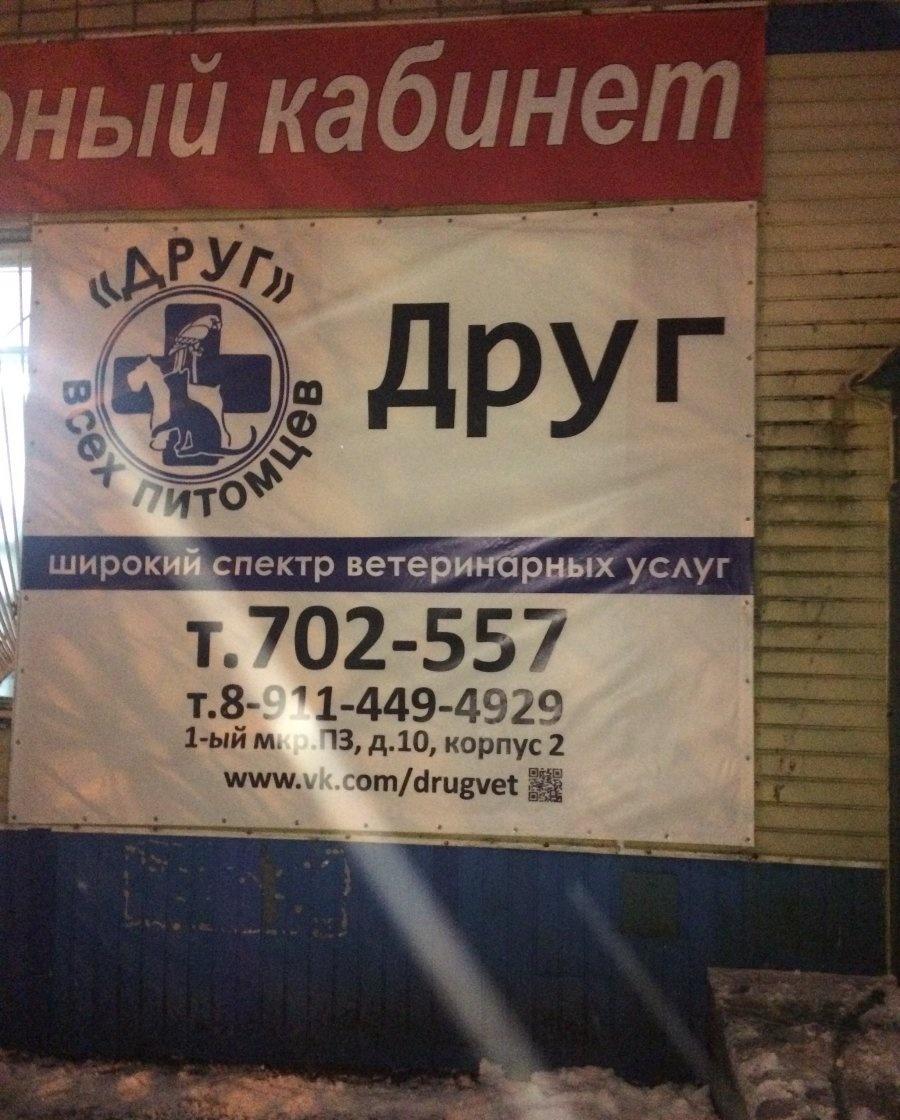 кабинет
«ДРУГ»
всех питомцев
Друг
широкий спектр ветеринарных услуг
т.702-557
т.8-911-449-4929
1-ый мкр.ПЗ, д.10, корпус 2
www.vk.com/drugvet